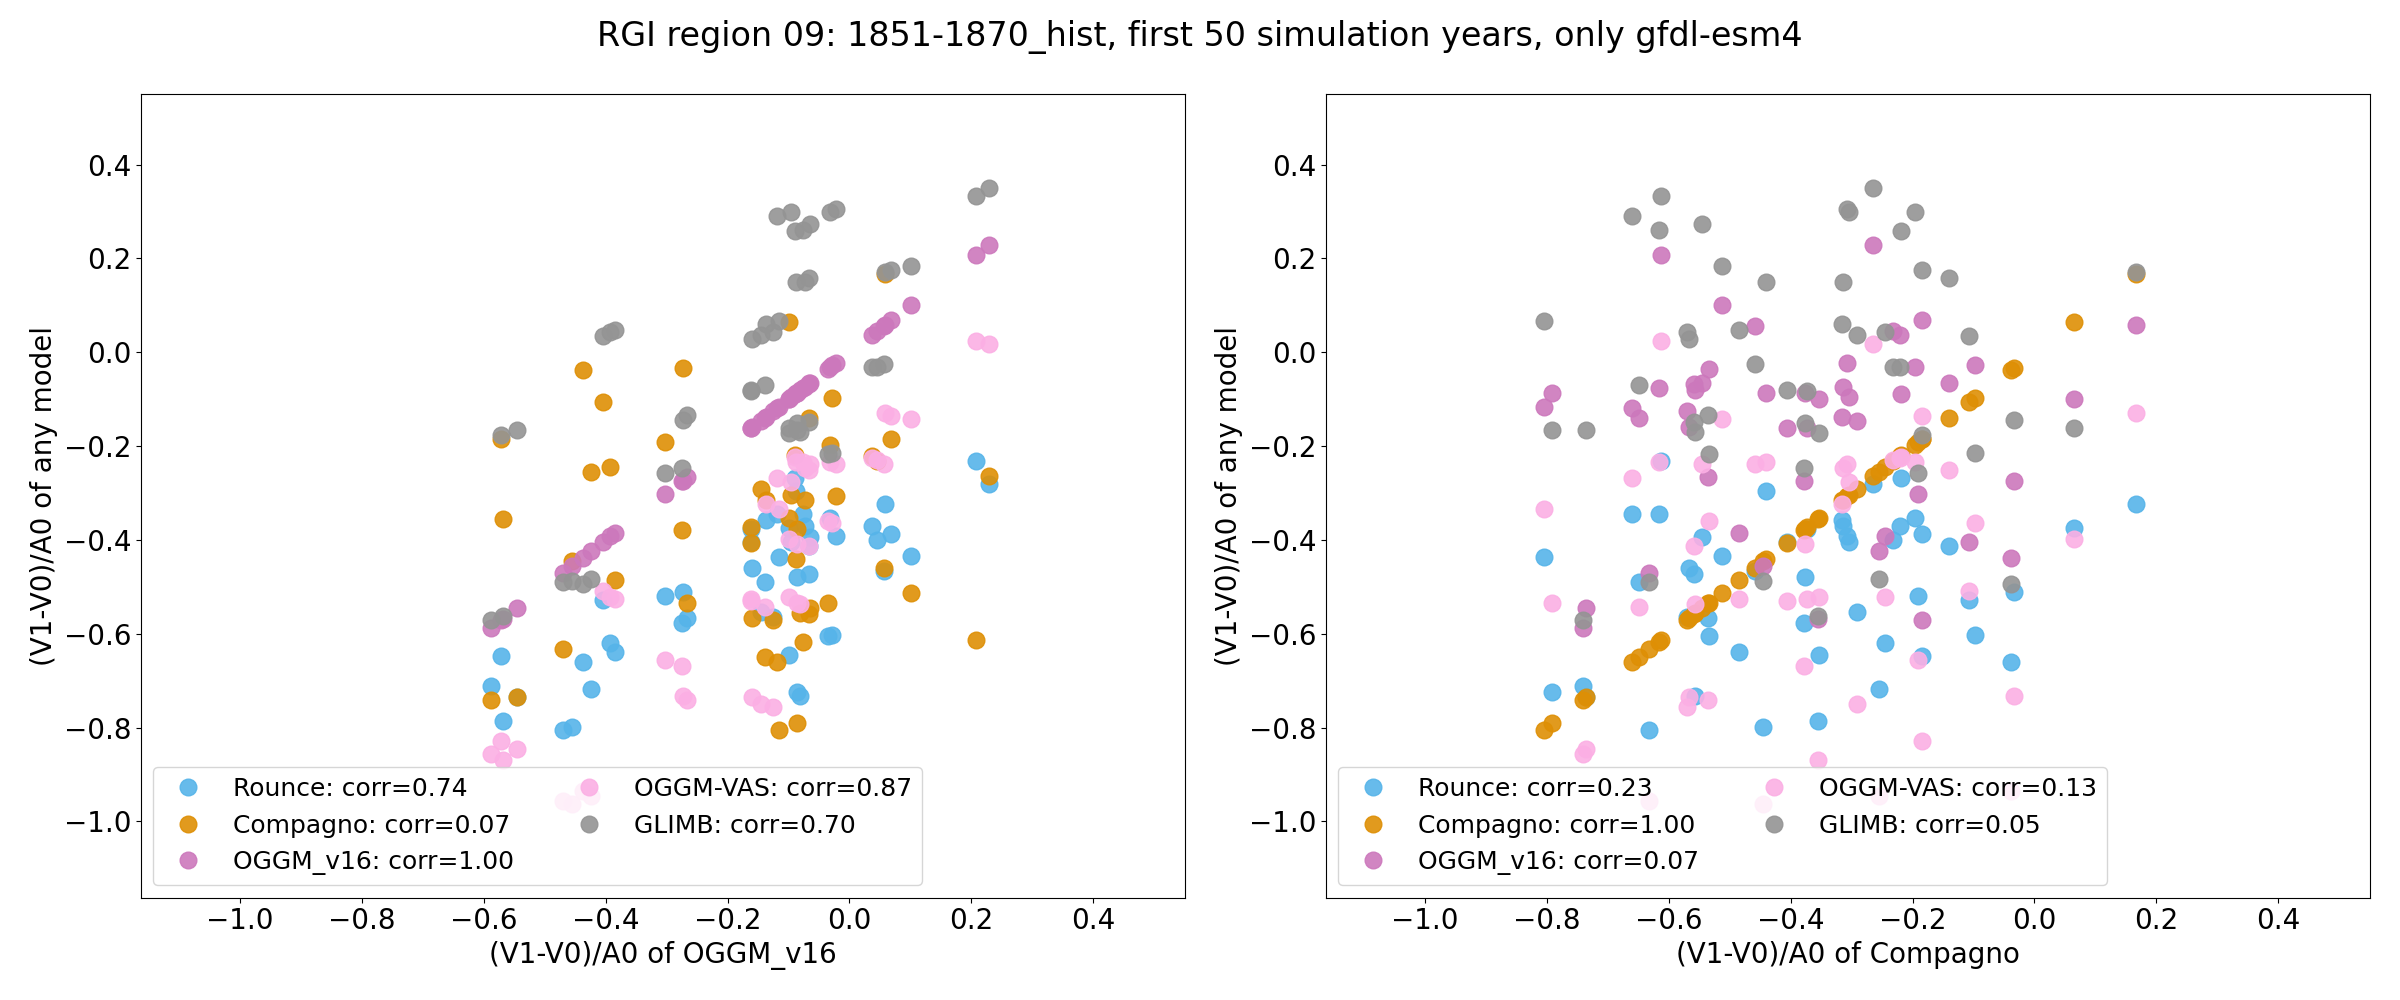 RGI region 09: 1851-1870_hist, first 50 simulation years, only gfdl-esm4
(V1-V0)/A0 of any model
0.4
0.2
0.0
−0.2
−0.4
−0.6
−0.8
−1.0
Rounce: corr=0.74
Compagno: corr=0.07
OGGM_v16: corr=1.00
OGGM-VAS: corr=0.87
GLIMB: corr=0.70
−1.0 −0.8 −0.6 −0.4 −0.2 0.0 0.2 0.4
(V1-V0)/A0 of OGGM_v16
(V1-V0)/A0 of any model
0.4
0.2
0.0
−0.2
−0.4
−0.6
−0.8
−1.0
Rounce: corr=0.23
Compagno: corr=1.00
OGGM_v16: corr=0.07
OGGM-VAS: corr=0.13
GLIMB: corr=0.05
−1.0 −0.8 −0.6 −0.4 −0.2 0.0 0.2 0.4
(V1-V0)/A0 of Compagno